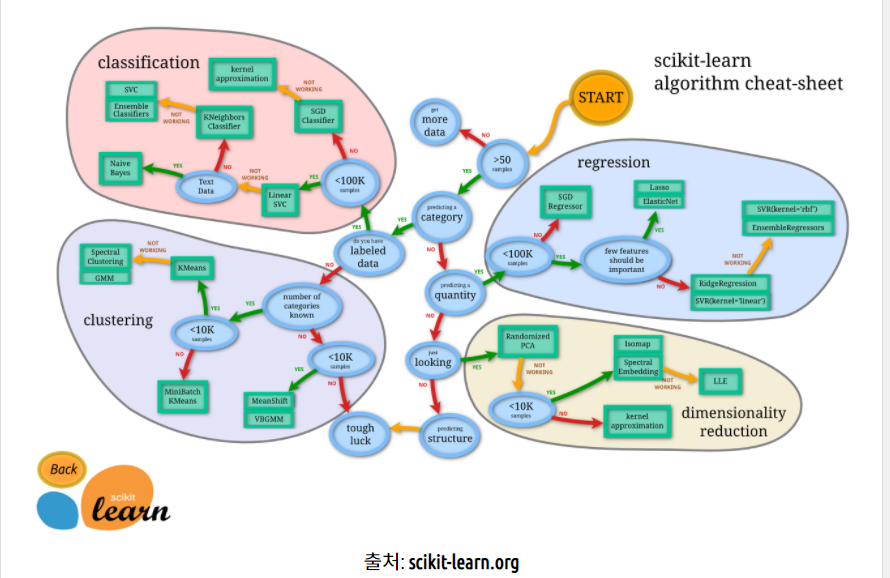 scikit-learn
algorithm cheat-sheet
START
get
more
data
NO
>50
samples
YES
predicting a
category
YES
NO
do you have
labeled
data
YES
NO
predicting a
quantity
YES
NO
just
looking
YES
NO
predicting
structure
tough
luck
classification
kernel
approximation
NOT
WORKING
SGD
Classifier
NO
<100K
samples
YES
Linear
SVC
NOT
WORKING
Text
Data
YES
NO
Naive
Bayes
KNeighbors
Classifier
NOT
WORKING
SVC
Ensemble
Classifiers
regression
<100K
samples
NO
YES
SGD
Regressor
few features
should be
important
YES
NO
Lasso
ElasticNet
RidgeRegression
SVR(kernel='linear')
NOT
WORKING
SVR(kernel='rbf')
EnsembleRegressors
clustering
number of
categories
known
YES
NO
<10K
samples
YES
NO
KMeans
NOT
WORKING
Spectral
Clustering
GMM
MiniBatch
KMeans
<10K
samples
YES
NO
MeanShift
VBGMM
dimensionality
reduction
Randomized
PCA
NOT
WORKING
<10K
samples
YES
NO
Isomap
Spectral
Embedding
NOT
WORKING
LLE
kernel
approximation
Back
scikit
learn
출처: scikit-learn.org